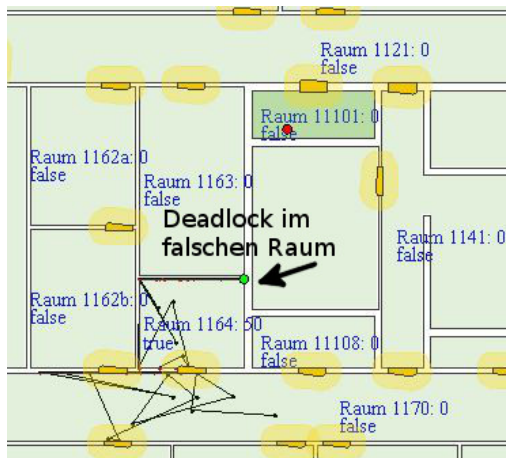 Raum 1121: 0
false
Raum 11101: 0
false
Raum 1162a: 0
false
Raum 1163: 0
false
Deadlock im
falschen Raum
Raum 1141: 0
false
Raum 1162b: 0
false
Raum 1164: 50
true
Raum 11108: 0
false
Raum 1170: 0
false